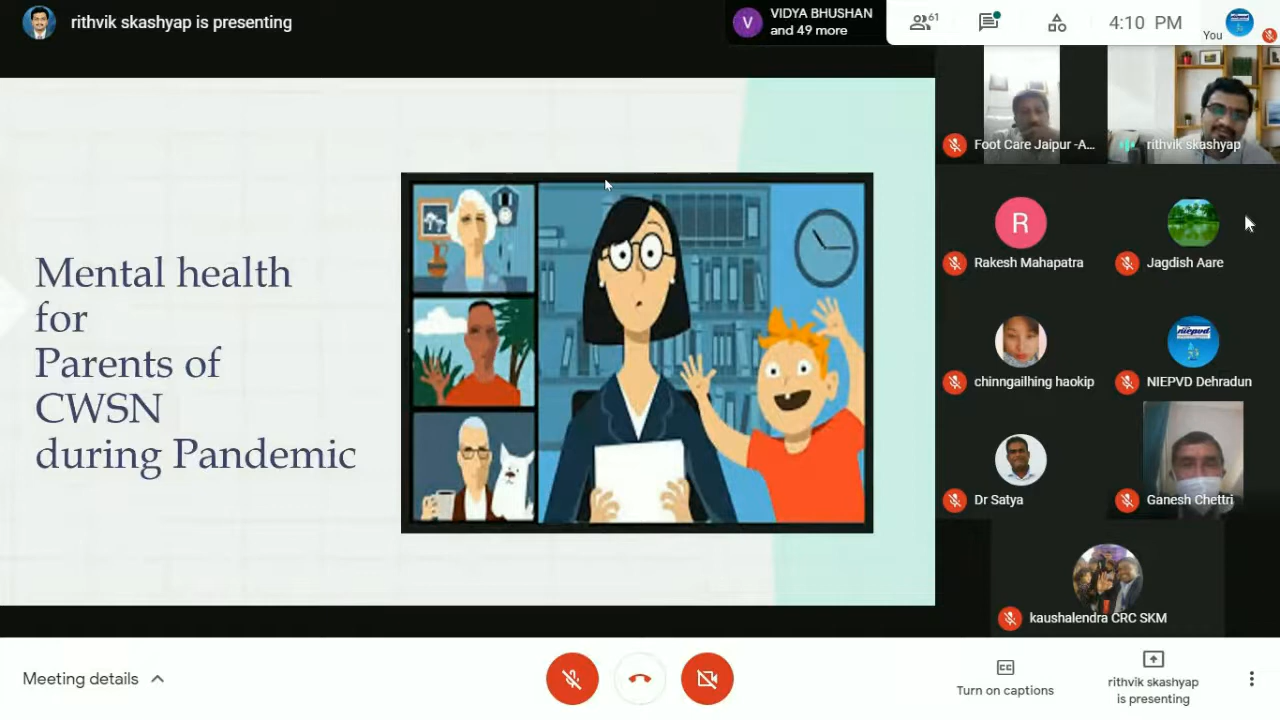 rithvik skashyap is presenting
V
VIDYA BHUSHAN
and 49 more
61
4:10 PM
You
Mental health
for
Parents of
CWSN
during Pandemic
Foot Care Jaipur -A...
rithvik skashyap
R
Rakesh Mahapatra
Jagdish Aare
chinngailhing haokip
niepvd
NIEPVD Dehradun
Dr Satya
Ganesh Chettri
kaushalendra CRC SKM
Meeting details
CC
Turn on captions
rithvik skashyap
is presenting